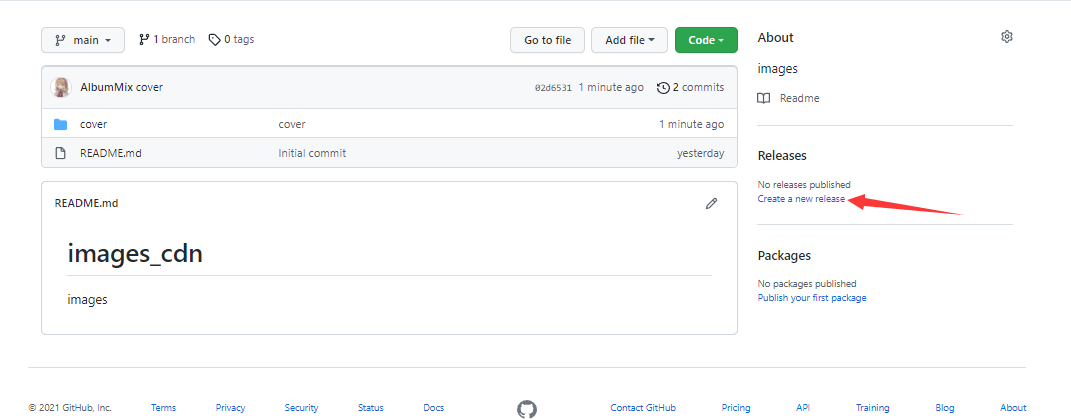 main
1 branch
0 tags
Go to file
Add file
Code
About
images
Readme
AlbumMix cover
02d6531 1 minute ago
2 commits
cover cover 1 minute ago
README.md Initial commit yesterday
Releases
No releases published
Create a new release
README.md
images_cdn
images
Packages
No packages published
Publish your first package
© 2021 GitHub, Inc. Terms Privacy Security Status Docs Contact GitHub Pricing API Training Blog About